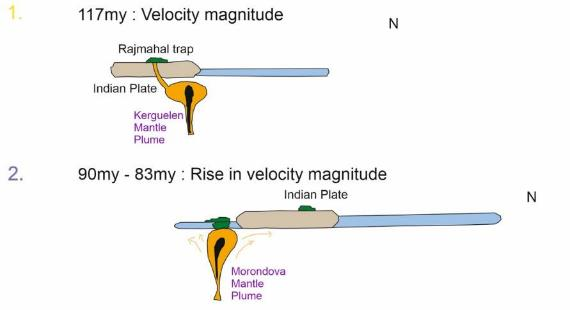 1.
117my : Velocity magnitude
N
Rajmahal trap
Indian Plate
Kerguelen
Mantle
Plume
2.
90my - 83my : Rise in velocity magnitude
Indian Plate
N
Morondova
Mantle
Plume